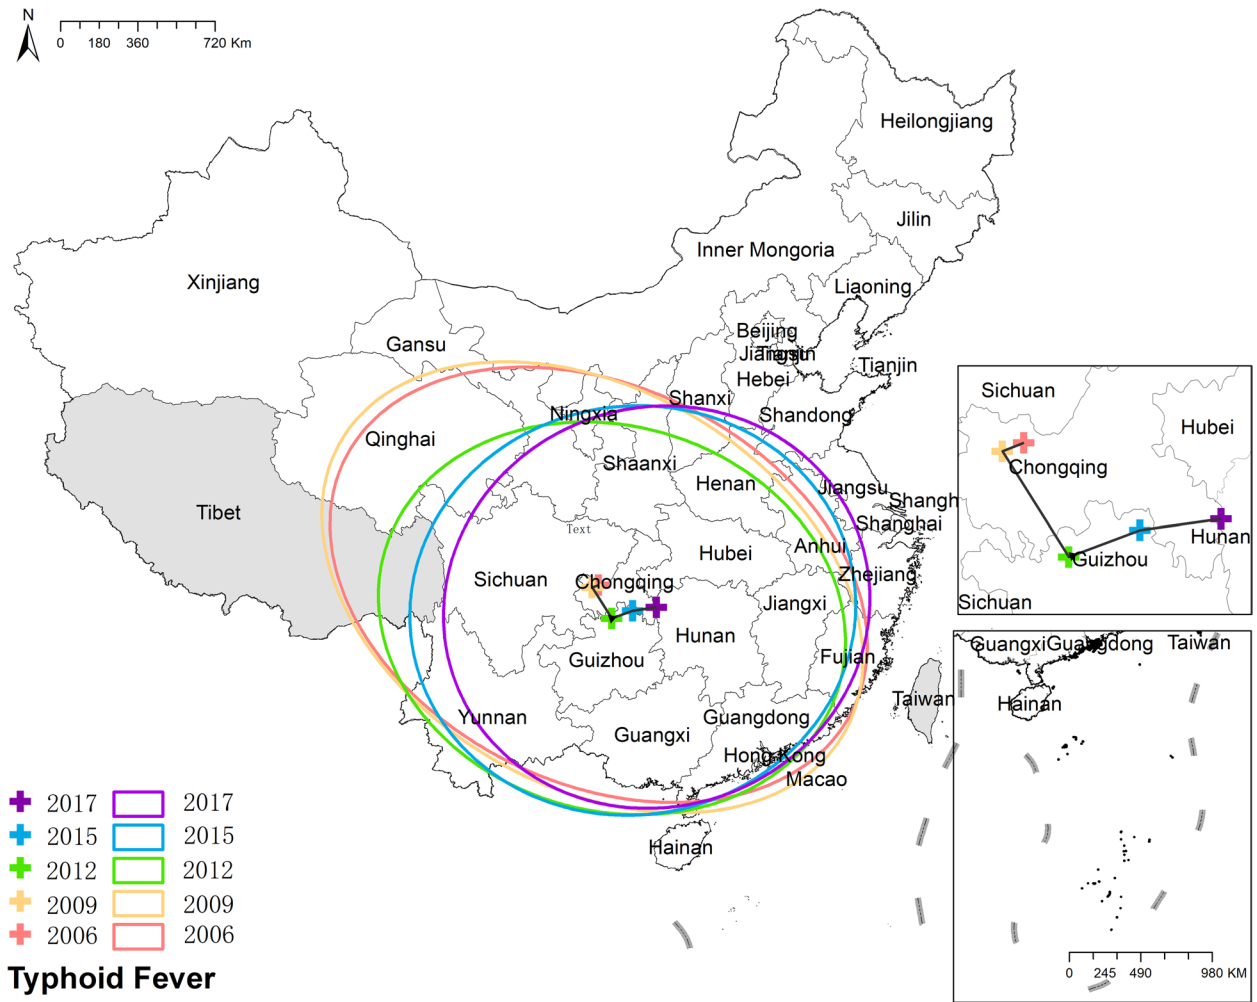 N
0 180 360 720 Km
Heilongjiang
Jilin
Inner Mongoria
Xinjiang
Liaoning
Beijing
Gansu
Jiangsu
Tianjin
Tianjin
Hebei
Shanxi
Ningxia
Shandong
Qinghai
Shaanxi
Henan
Jiangsu
Shangh
Tibet
Shanghai
Text
Anhui
Hubei
Sichuan
Chongqing
Zhejiang
Jiangxi
Hunan
Guizhou
Fujian
Taiwan
Yunnan
Guangdong
Guangxi
Hong Kong
Macao
Hainan
Sichuan
Hubei
Chongqing
Hunan
Guizhou
Sichuan
Guangxi
Guangdong
Taiwan
Hainan
0 245 490 980 KM
2017 2017
2015 2015
2012 2012
2009 2009
2006 2006
Typhoid Fever